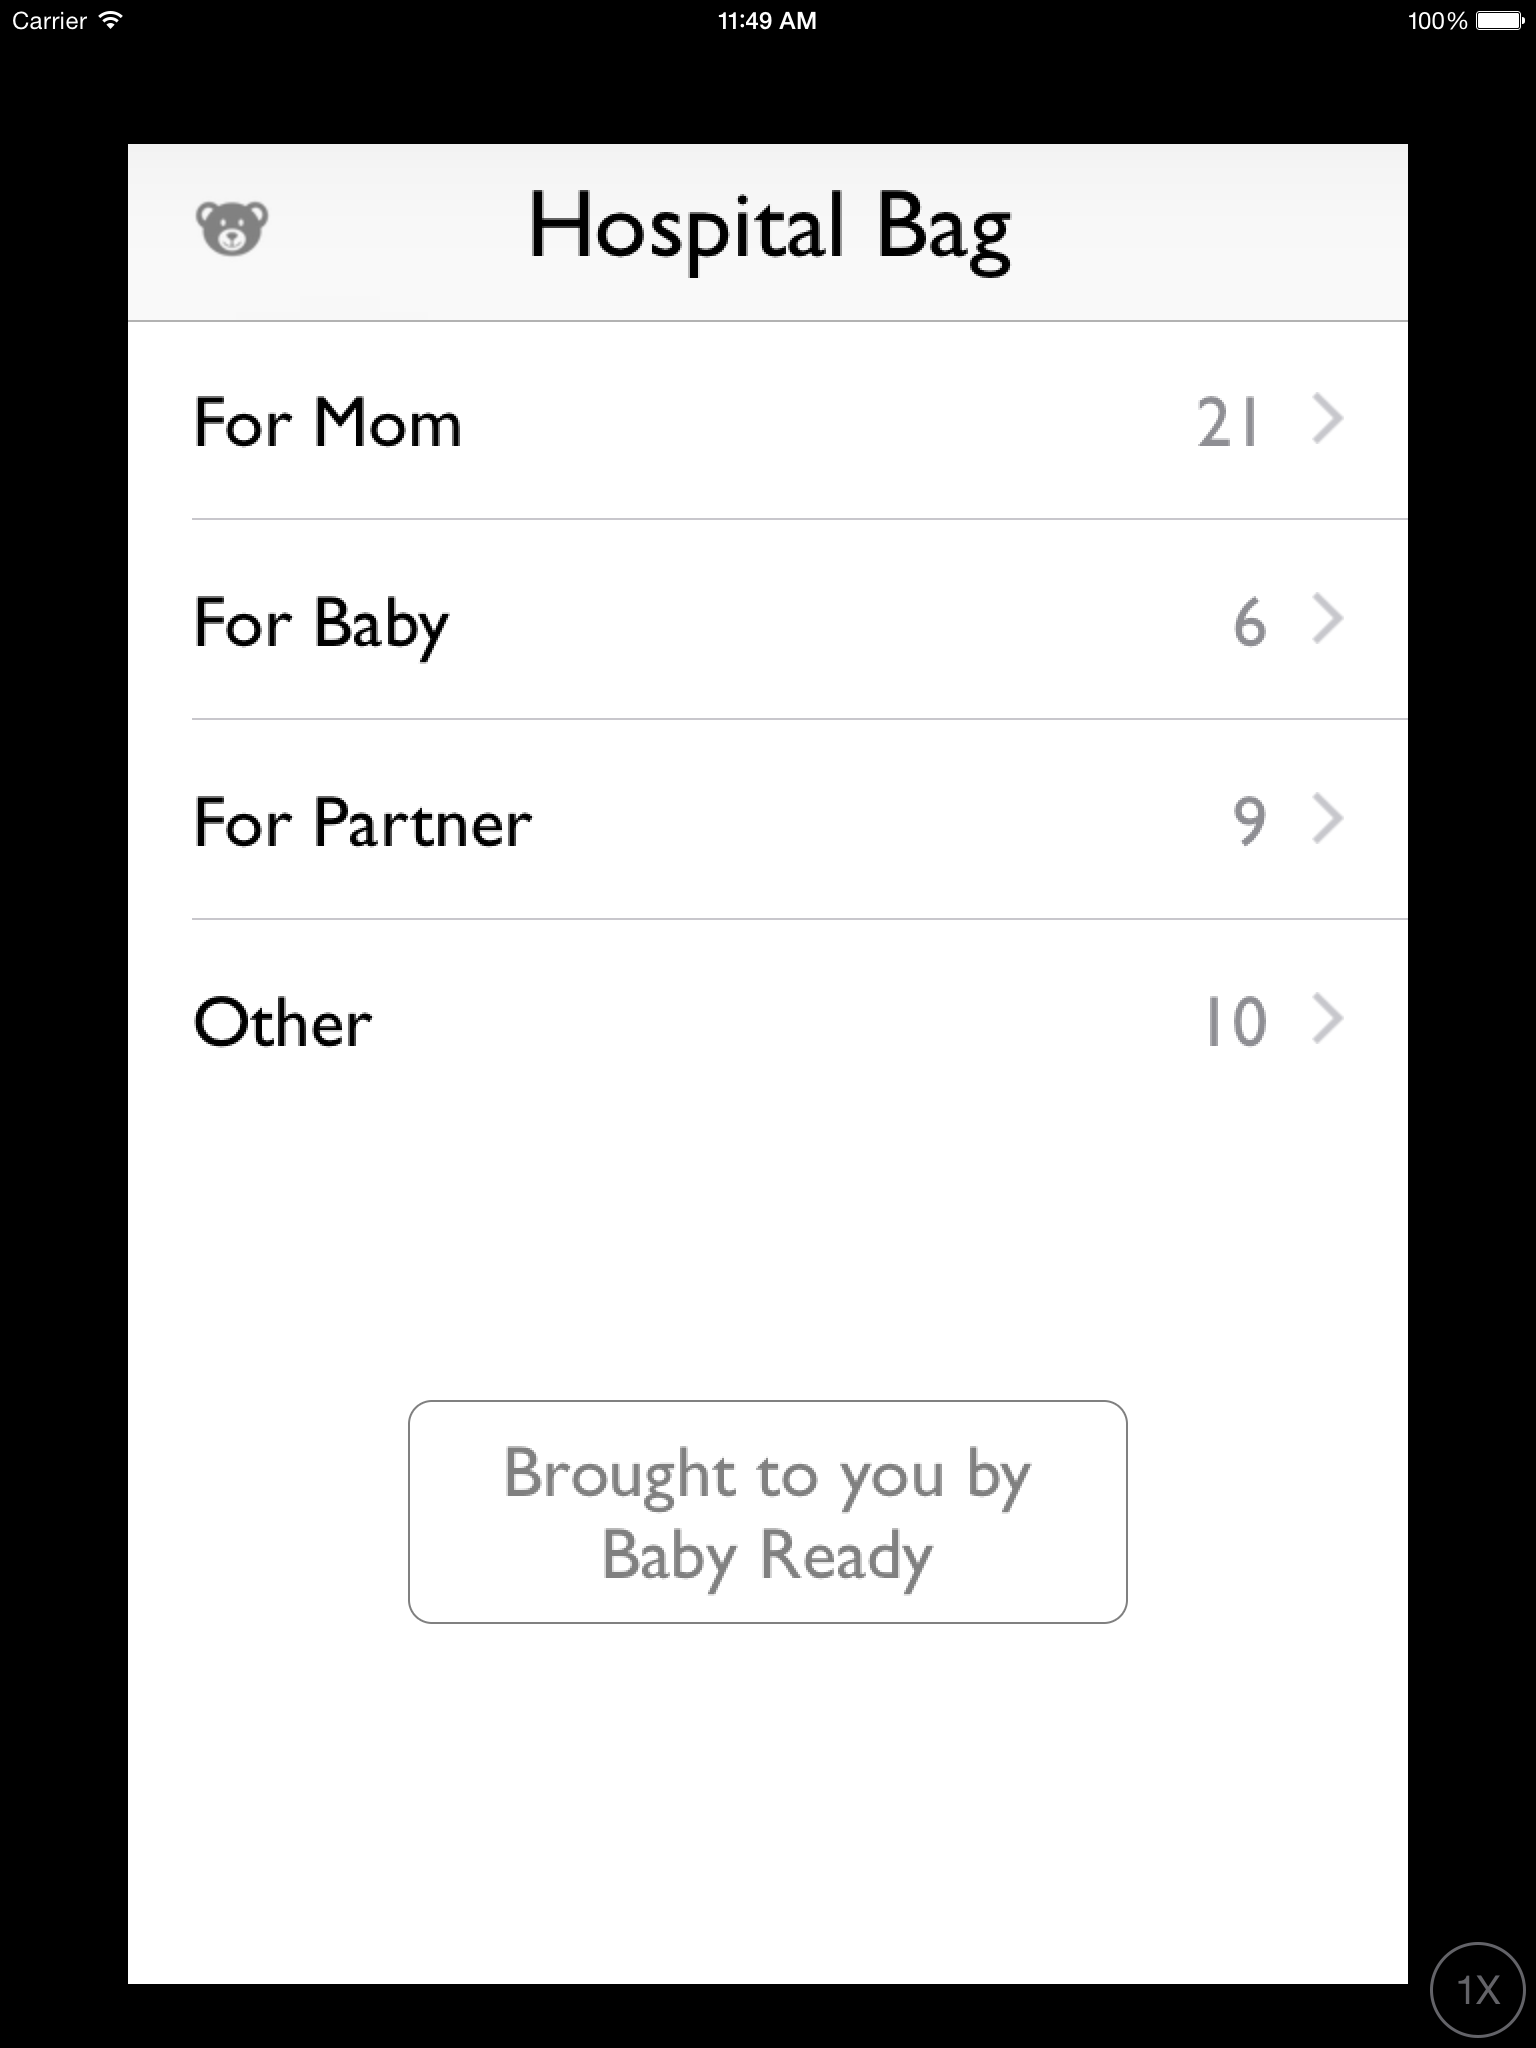 Carrier 11:49 AM 100%
Hospital Bag
For Mom 21
For Baby 6
For Partner 9
Other 10
Brought to you by
Baby Ready
1X